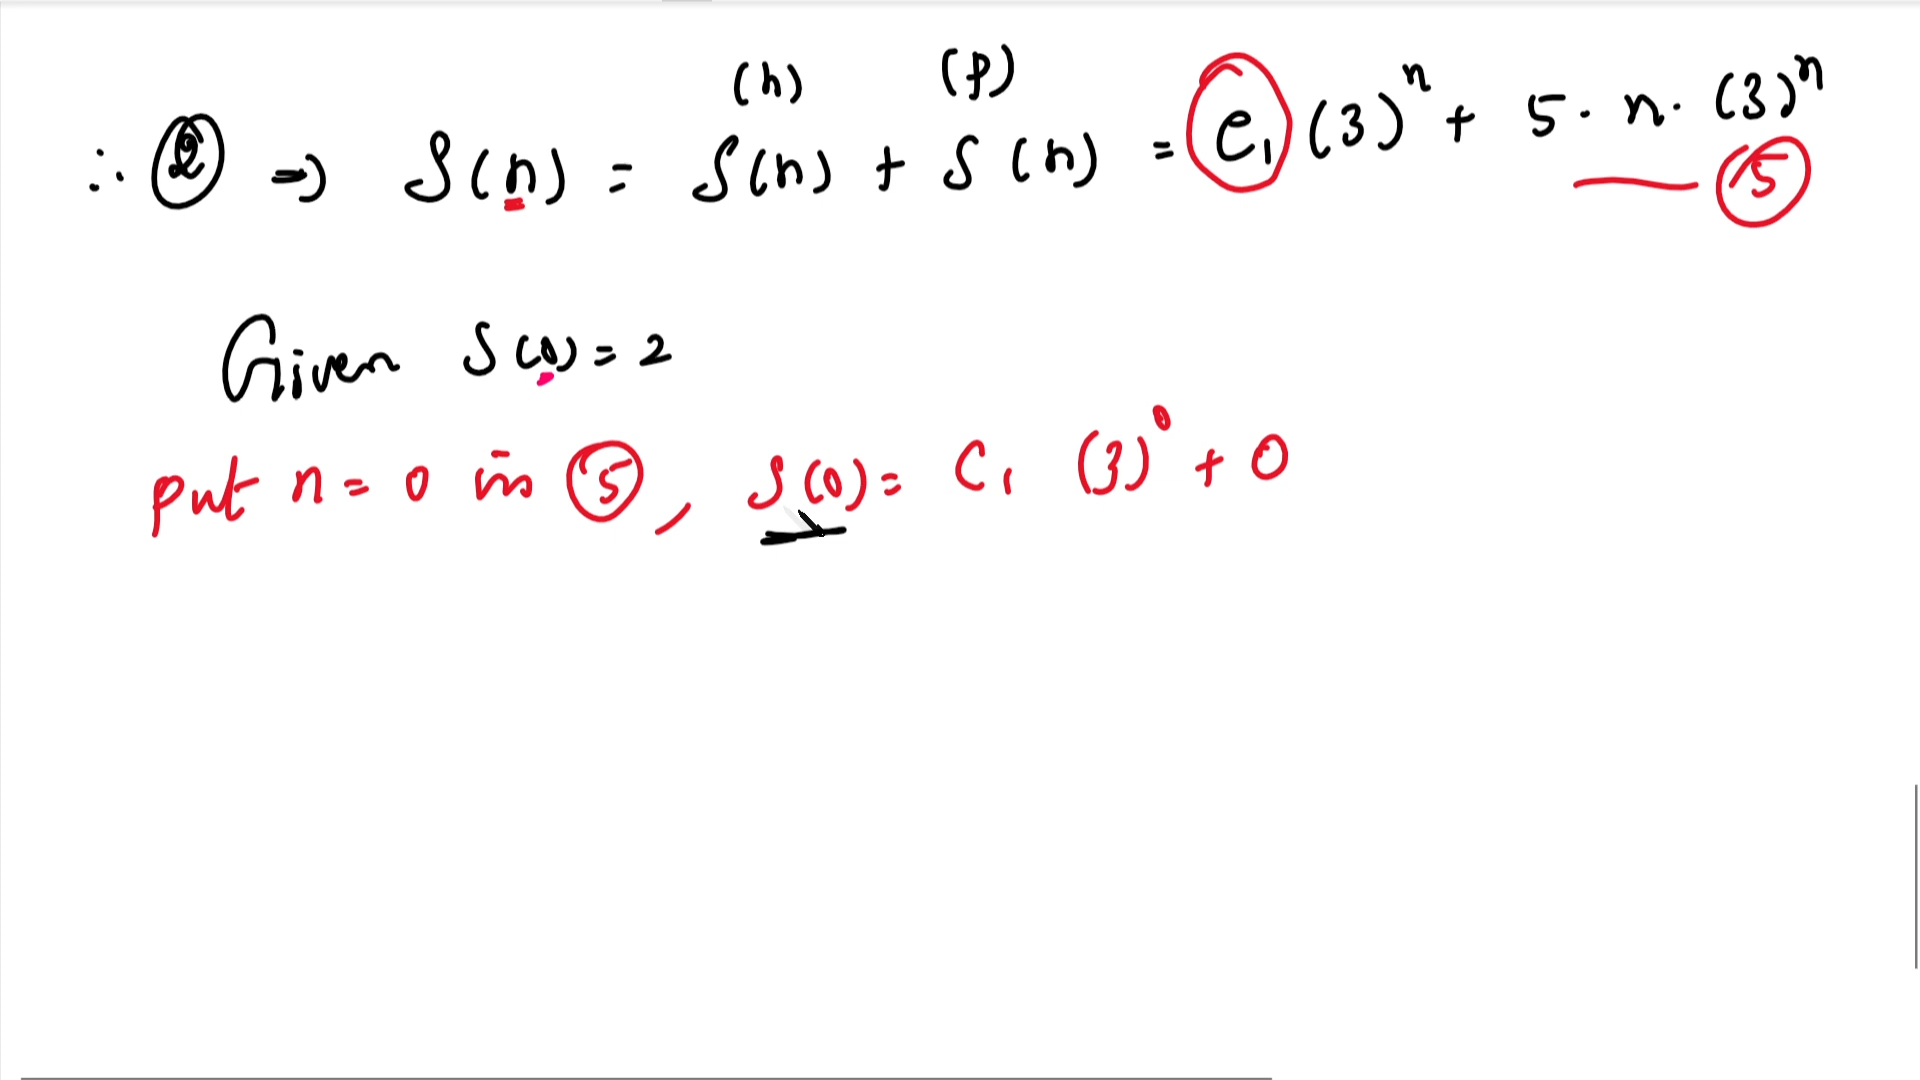 ∴ ② ⇒ S(n) = S(n)^(h) + S(n)^(p) = C₁ (3)ⁿ + 5 · n · (3)ⁿ — ⑤
Given S(0) = 2
put n = 0 in ⑤, S(0) = C₁ (3)⁰ + 0